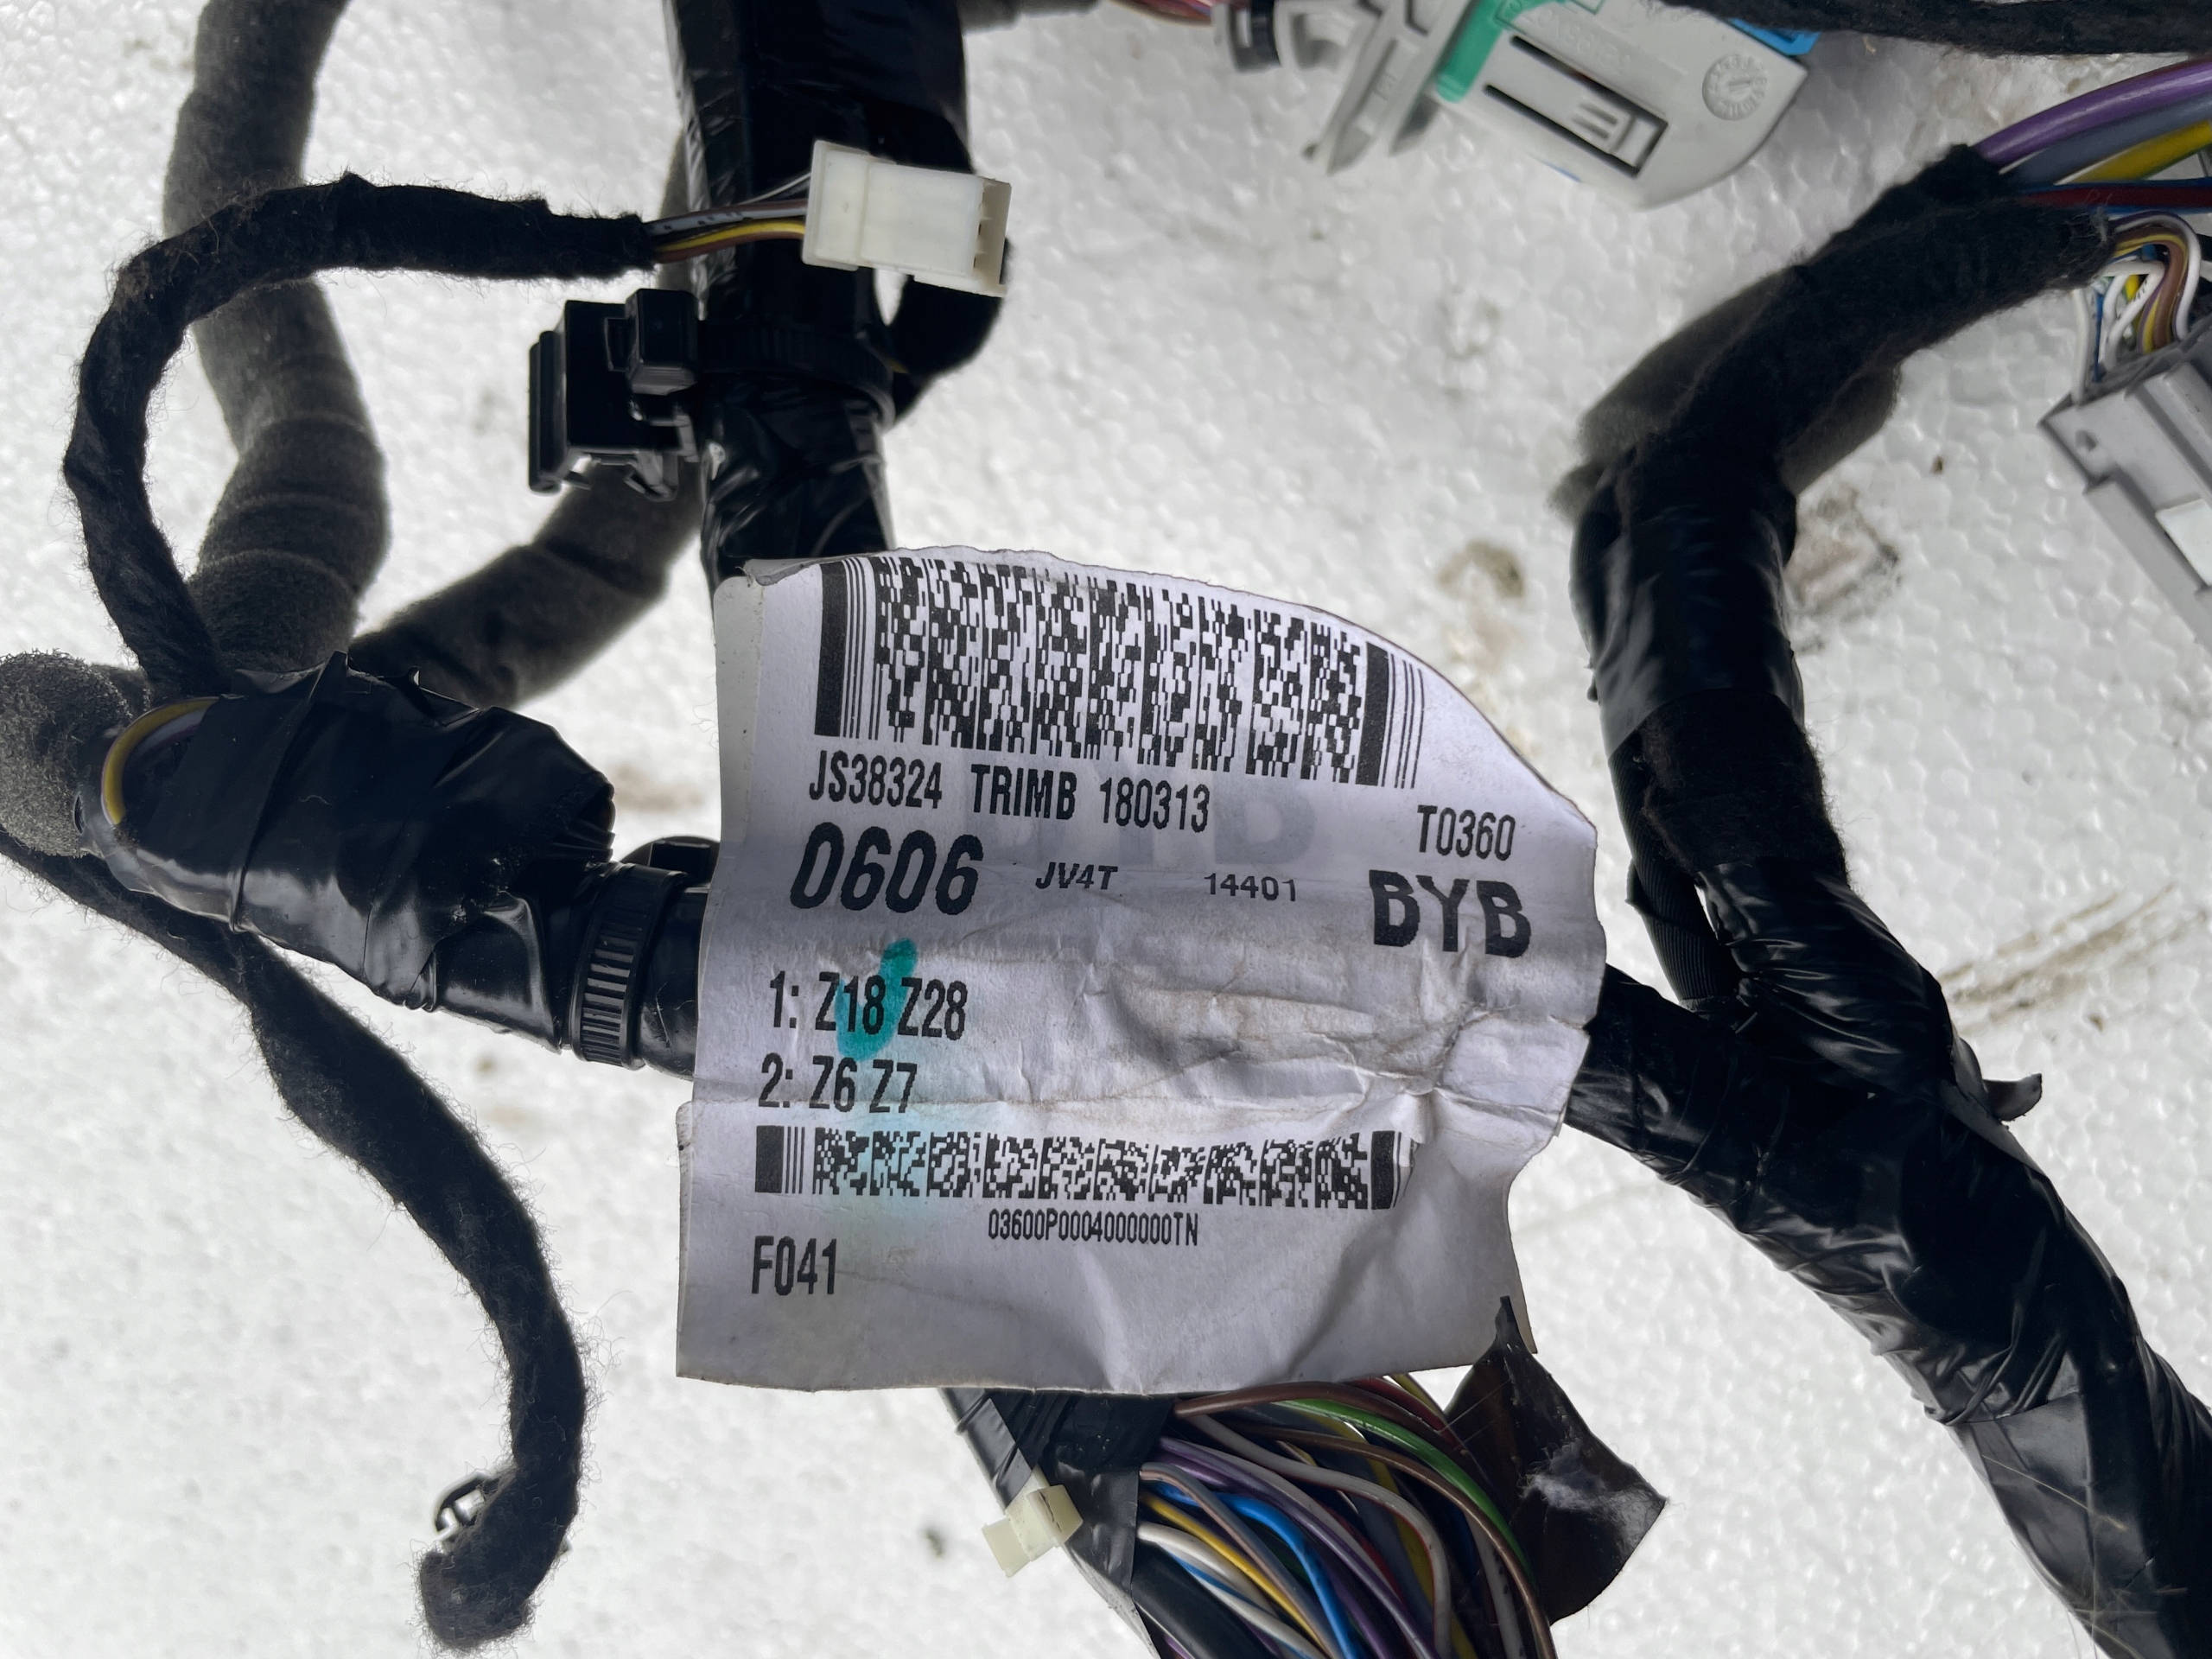 JS38324 TRIMB 180313
T0360
0606 JV4T 14401 BYB
1: Z18 Z28
2: Z6 Z7
03600P0004000000TN
F041